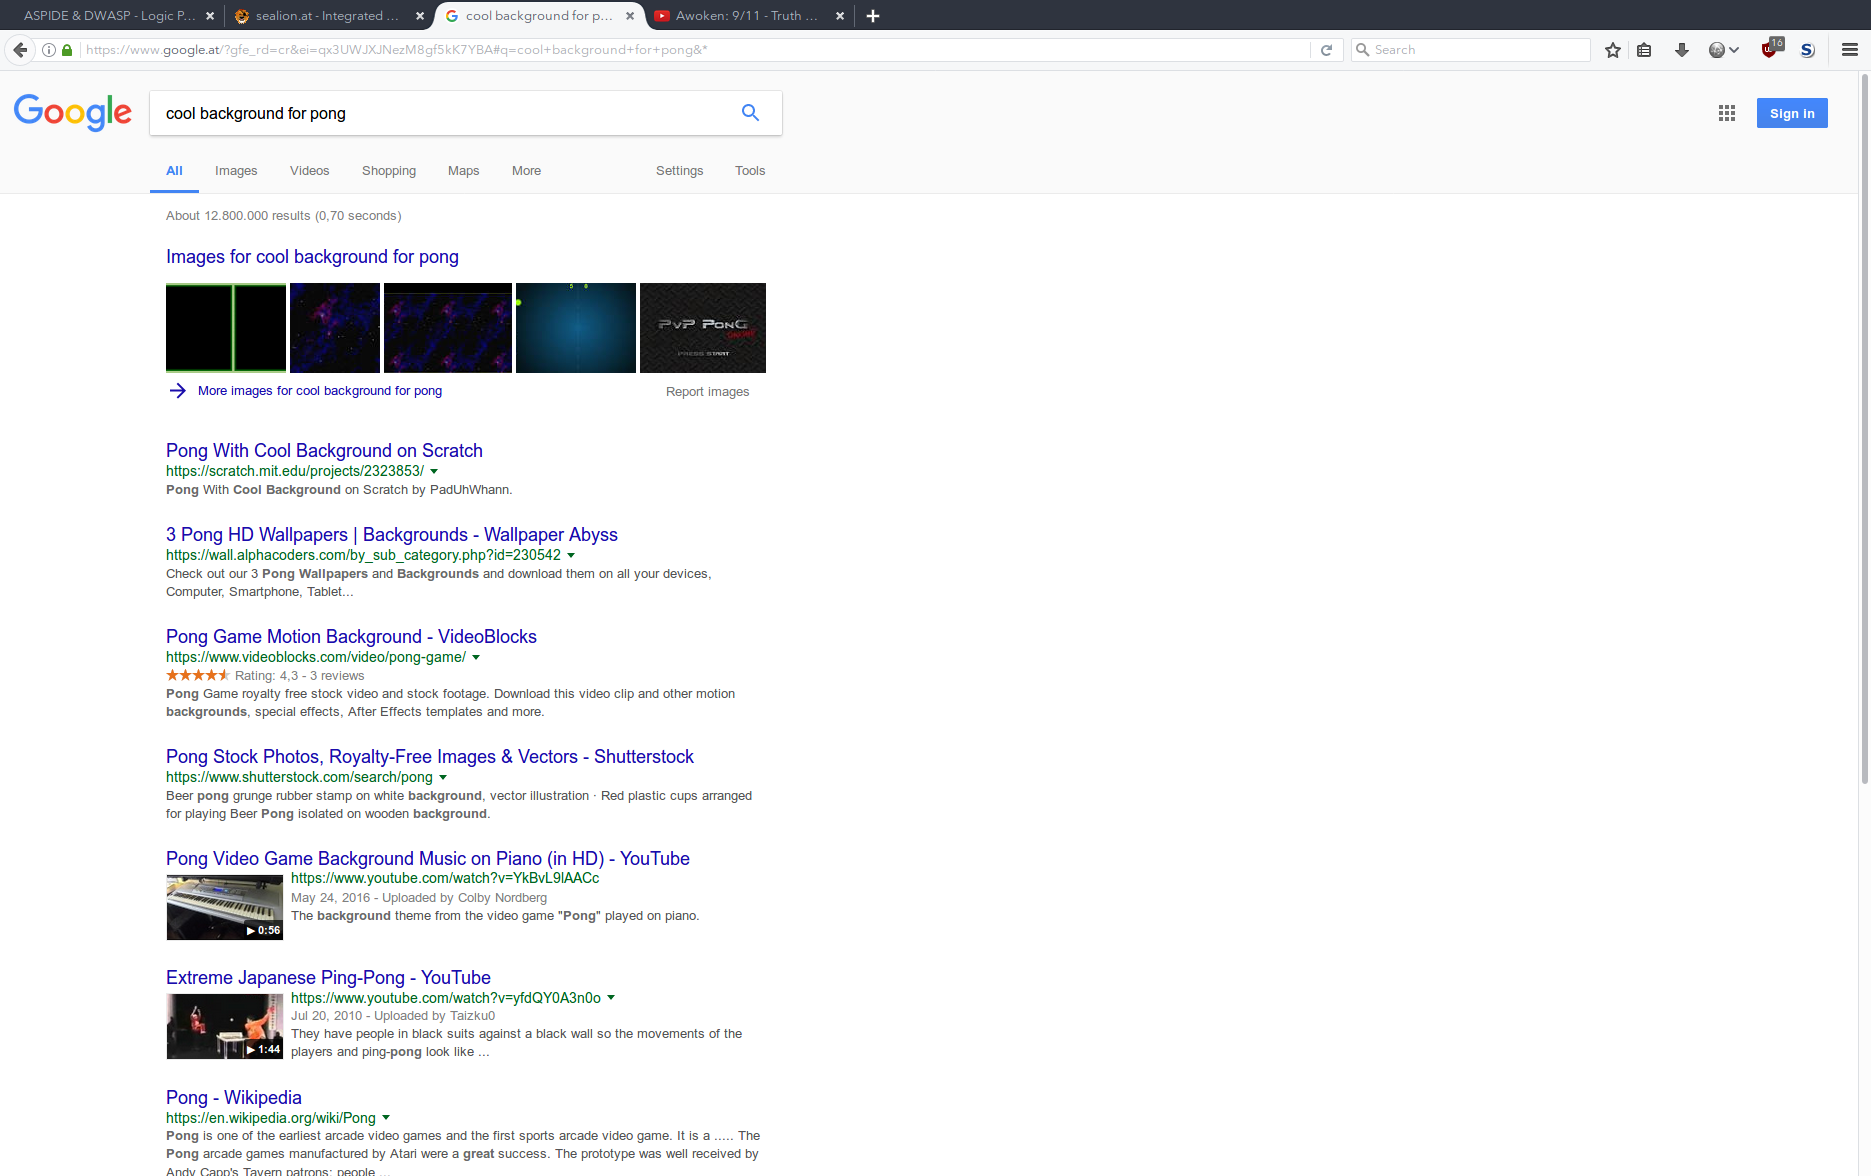 ASPIDE & DWASP - Logic P...
sealion.at - Integrated ...
cool background for p...
Awoken: 9/11 - Truth ...
https://www.google.at/?gfe_rd=cr&ei=qx3UWJXJNezM8gf5kK7YBA#q=cool+background+for+pong&*
Search
16
Google
cool background for pong
Sign in
All Images Videos Shopping Maps More Settings Tools
About 12.800.000 results (0,70 seconds)
Images for cool background for pong
5 6
PvP PonG
PRESS START
More images for cool background for pong
Report images
Pong With Cool Background on Scratch
https://scratch.mit.edu/projects/2323853/
Pong With Cool Background on Scratch by PadUhWhann.
3 Pong HD Wallpapers | Backgrounds - Wallpaper Abyss
https://wall.alphacoders.com/by_sub_category.php?id=230542
Check out our 3 Pong Wallpapers and Backgrounds and download them on all your devices,
Computer, Smartphone, Tablet...
Pong Game Motion Background - VideoBlocks
https://www.videoblocks.com/video/pong-game/
Rating: 4,3 - 3 reviews
Pong Game royalty free stock video and stock footage. Download this video clip and other motion
backgrounds, special effects, After Effects templates and more.
Pong Stock Photos, Royalty-Free Images & Vectors - Shutterstock
https://www.shutterstock.com/search/pong
Beer pong grunge rubber stamp on white background, vector illustration · Red plastic cups arranged
for playing Beer Pong isolated on wooden background.
Pong Video Game Background Music on Piano (in HD) - YouTube
https://www.youtube.com/watch?v=YkBvL9lAACc
May 24, 2016 - Uploaded by Colby Nordberg
The background theme from the video game "Pong" played on piano.
0:56
Extreme Japanese Ping-Pong - YouTube
https://www.youtube.com/watch?v=yfdQY0A3n0o
Jul 20, 2010 - Uploaded by Taizku0
They have people in black suits against a black wall so the movements of the
players and ping-pong look like ...
1:44
Pong - Wikipedia
https://en.wikipedia.org/wiki/Pong
Pong is one of the earliest arcade video games and the first sports arcade video game. It is a ..... The
Pong arcade games manufactured by Atari were a great success. The prototype was well received by
Andy Capp's Tavern patrons; people ...